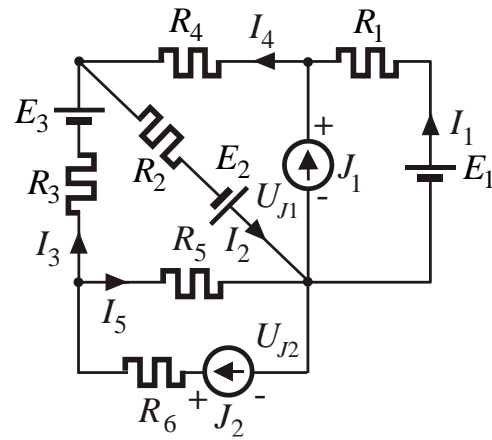 R4 I4 R1
E3 + I1
R2 E2 J1 E1
R3 UJ1 -
I3 R5 I2
I5 UJ2
R6 + J2 -